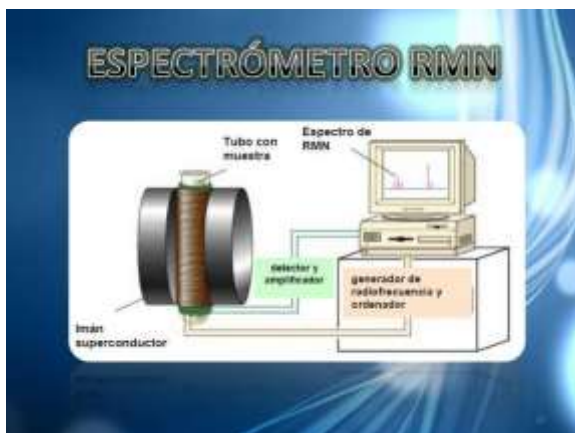 ESPECTRÓMETRO RMN
Tubo con
muestra
Espectro de
RMN
detector y
amplificador
generador de
radiofrecuencia y
ordenador
Imán
superconductor